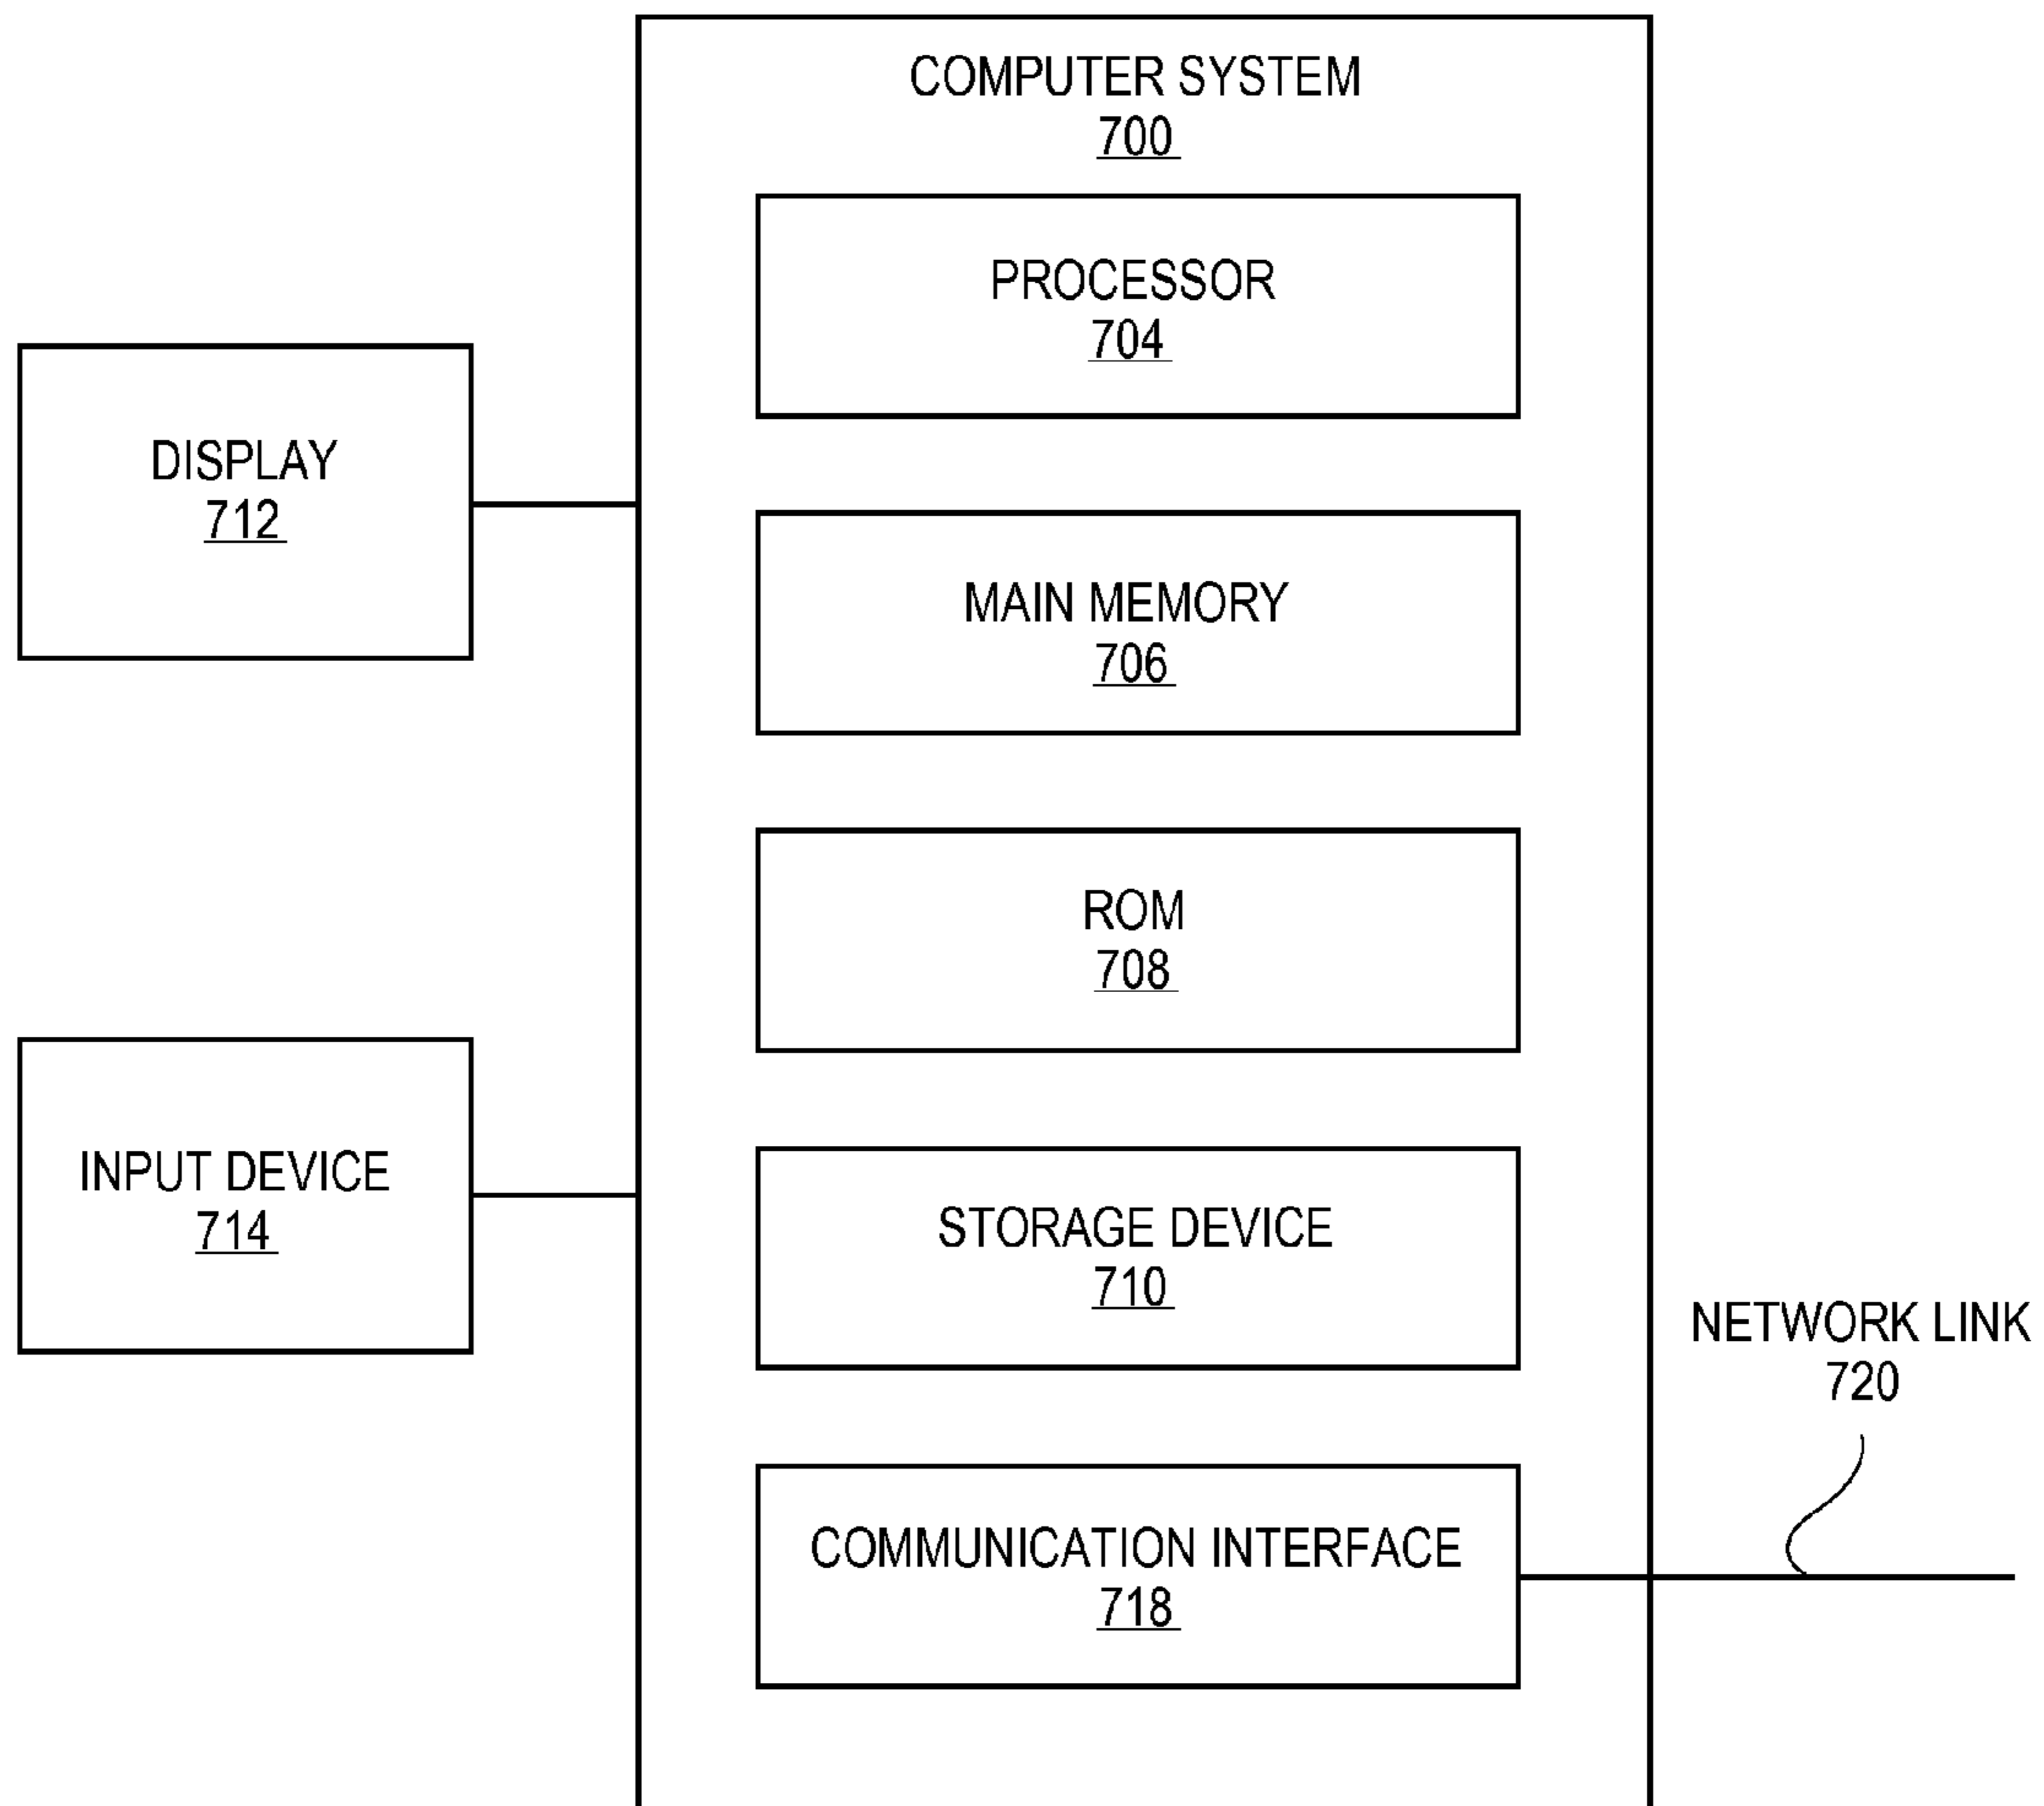 COMPUTER SYSTEM
700
PROCESSOR
704
DISPLAY
712
MAIN MEMORY
706
ROM
708
INPUT DEVICE
714
STORAGE DEVICE
710
NETWORK LINK
720
COMMUNICATION INTERFACE
718